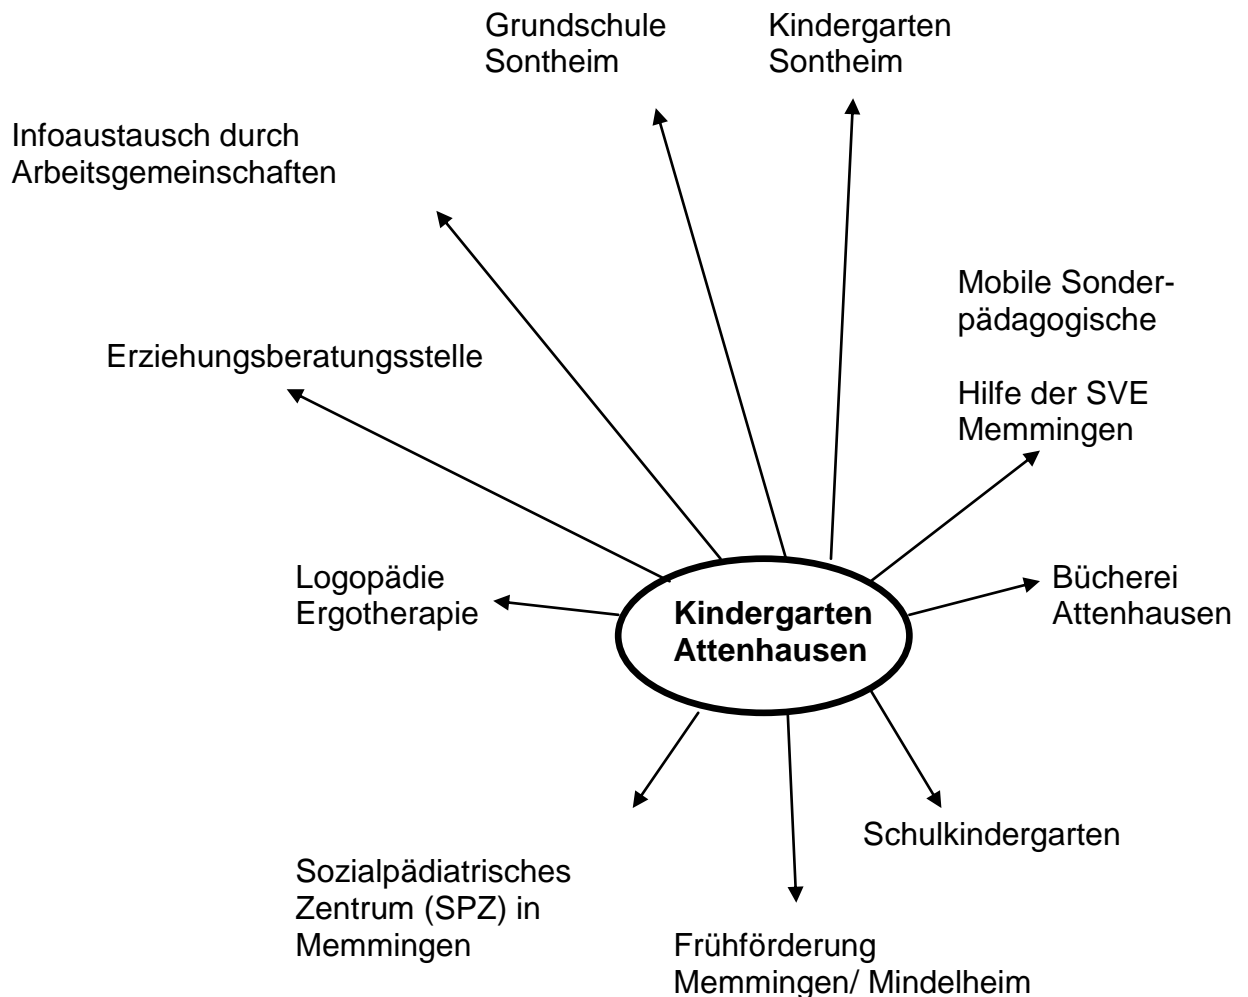 Grundschule
Sontheim
Kindergarten
Sontheim
Infoaustausch durch
Arbeitsgemeinschaften
Mobile Sonder-
pädagogische
Hilfe der SVE
Memmingen
Erziehungsberatungsstelle
Logopädie
Ergotherapie
Kindergarten
Attenhausen
Bücherei
Attenhausen
Schulkindergarten
Sozialpädiatrisches
Zentrum (SPZ) in
Memmingen
Frühförderung
Memmingen/ Mindelheim